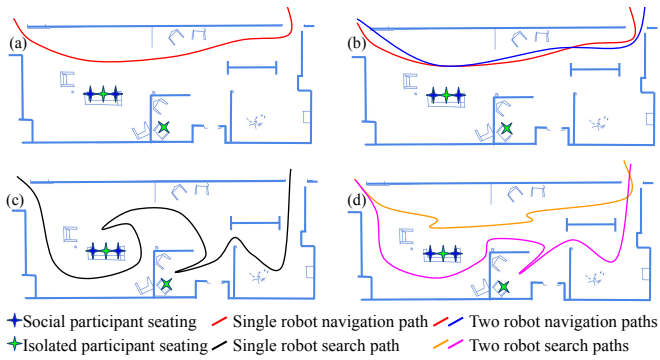 (a)
(b)
(c)
(d)
Social participant seating
Single robot navigation path
Two robot navigation paths
Isolated participant seating
Single robot search path
Two robot search paths